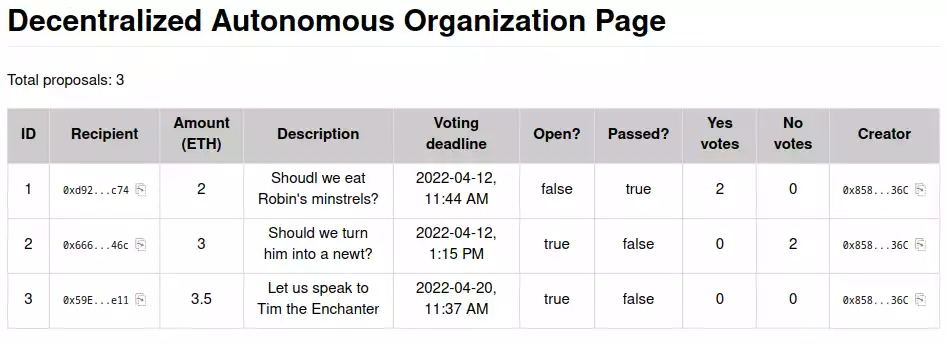 Decentralized Autonomous Organization Page
Total proposals: 3
ID Recipient Amount (ETH) Description Voting deadline Open? Passed? Yes votes No votes Creator
1 0xd92...c74 2 Shoudl we eat Robin's minstrels? 2022-04-12, 11:44 AM false true 2 0 0x858...36C
2 0x666...46c 3 Should we turn him into a newt? 2022-04-12, 1:15 PM true false 0 2 0x858...36C
3 0x59E...e11 3.5 Let us speak to Tim the Enchanter 2022-04-20, 11:37 AM true false 0 0 0x858...36C